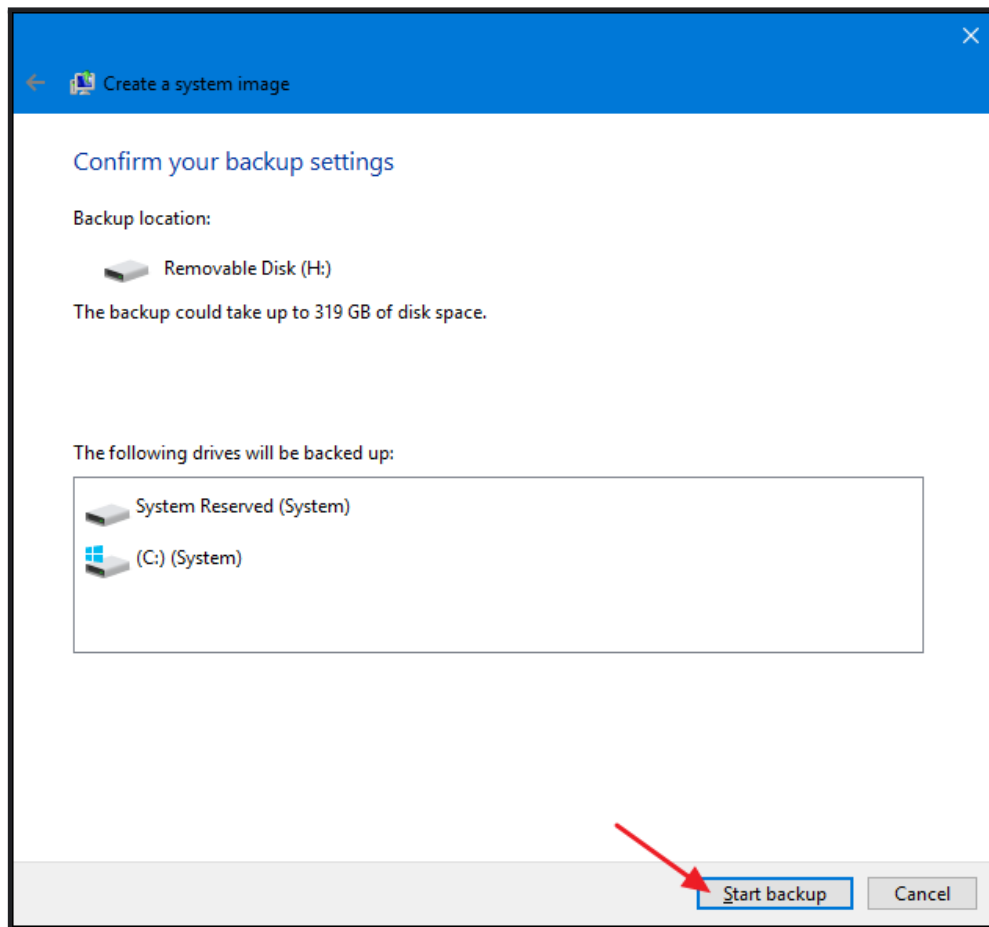 Create a system image
Confirm your backup settings
Backup location:
Removable Disk (H:)
The backup could take up to 319 GB of disk space.
The following drives will be backed up:
System Reserved (System)
(C:) (System)
Start backup Cancel